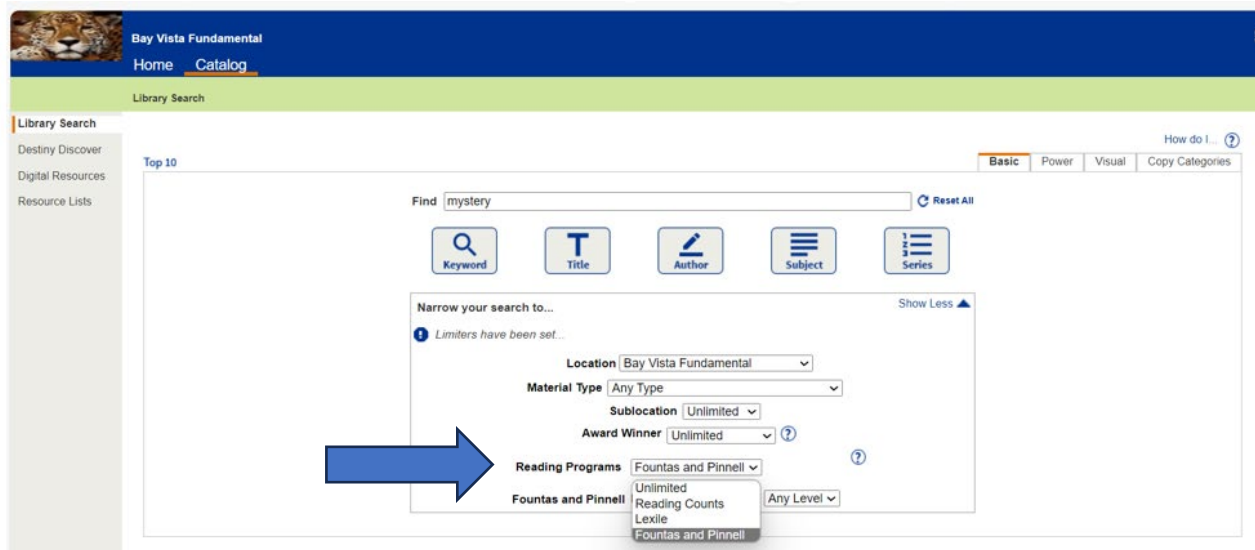 Bay Vista Fundamental
Home Catalog
Library Search
Library Search
Destiny Discover
Digital Resources
Resource Lists
How do I...
Top 10
Basic Power Visual Copy Categories
Find mystery Reset All
Keyword Title Author Subject Series
Narrow your search to... Show Less
Limiters have been set...
Location Bay Vista Fundamental
Material Type Any Type
Sublocation Unlimited
Award Winner Unlimited ?
?
Reading Programs Fountas and Pinnell
Unlimited
Fountas and Pinnell Any Level
Reading Counts
Lexile
Fountas and Pinnell